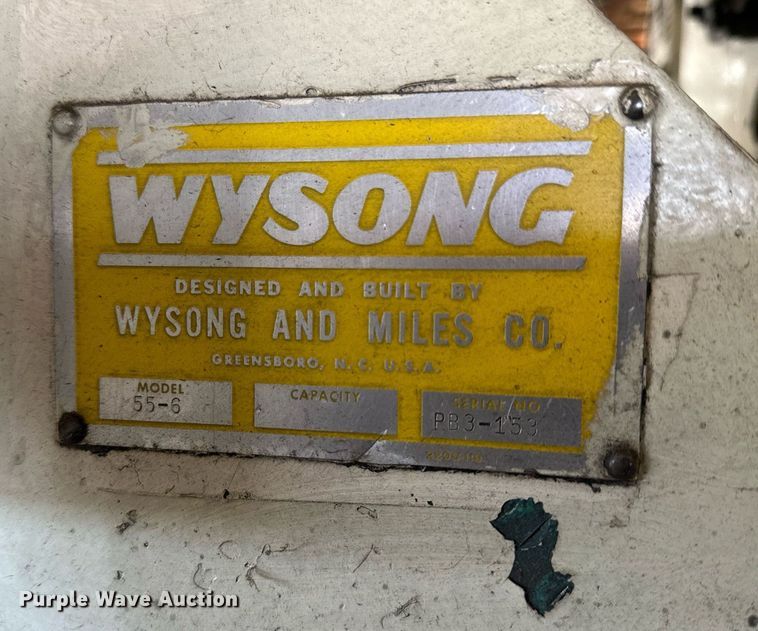 WYSONG
DESIGNED AND BUILT BY
WYSONG AND MILES CO.
GREENSBORO, N.C. U.S.A.
MODEL
55-6
CAPACITY
SERIAL NO
PB3-153
Purple Wave Auction